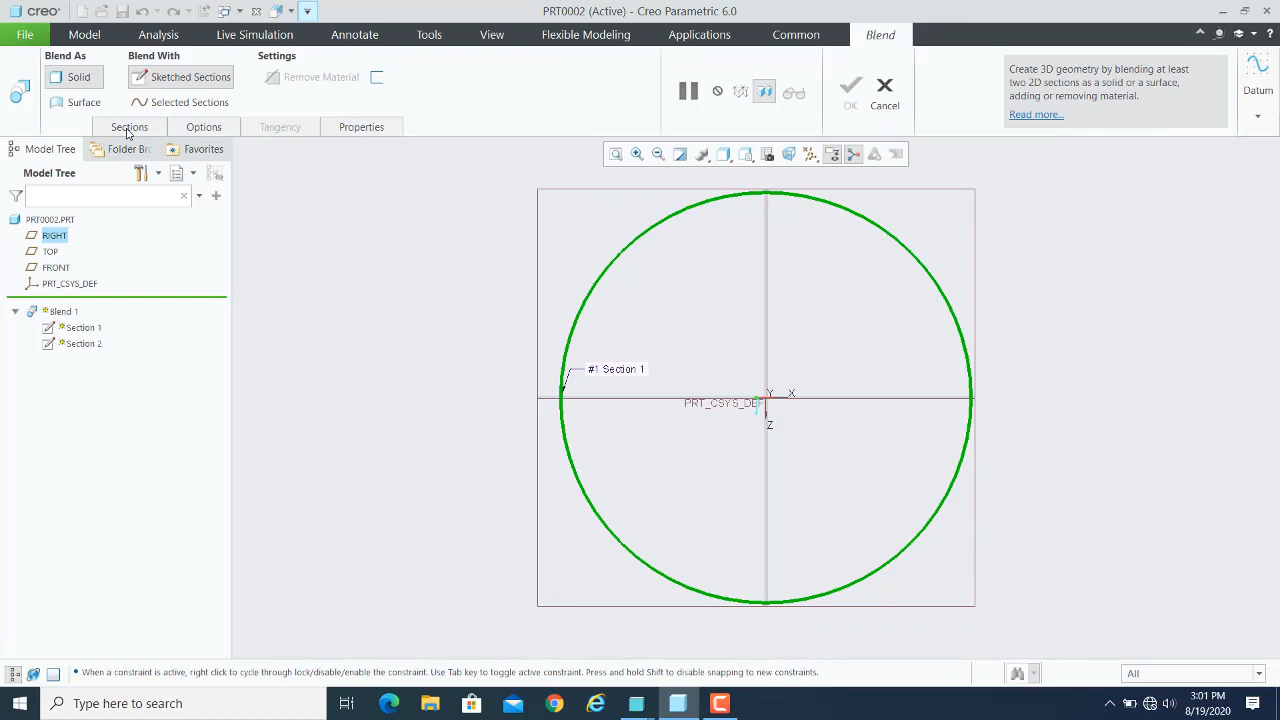 creo
PRT0002 (Active) - Creo Parametric 6.0
File Model Analysis Live Simulation Annotate Tools View Flexible Modeling Applications Common Blend
Blend As Blend With Settings
Solid Sketched Sections Remove Material
Surface Selected Sections
OK Cancel
Create 3D geometry by blending at least
two 2D sections as a solid or a surface,
adding or removing material.
Read more...
Datum
Sections Options Tangency Properties
Model Tree Folder Bro Favorites
Model Tree
PRT0002.PRT
RIGHT
TOP
FRONT
PRT_CSYS_DEF
Blend 1
Section 1
Section 2
#1 Section 1
Y X
PRT_CSYS_DEF
Z
• When a constraint is active, right click to cycle through lock/disable/enable the constraint. Use Tab key to toggle active constraint. Press and hold Shift to disable snapping to new constraints.
All
Type here to search
3:01 PM
8/19/2020